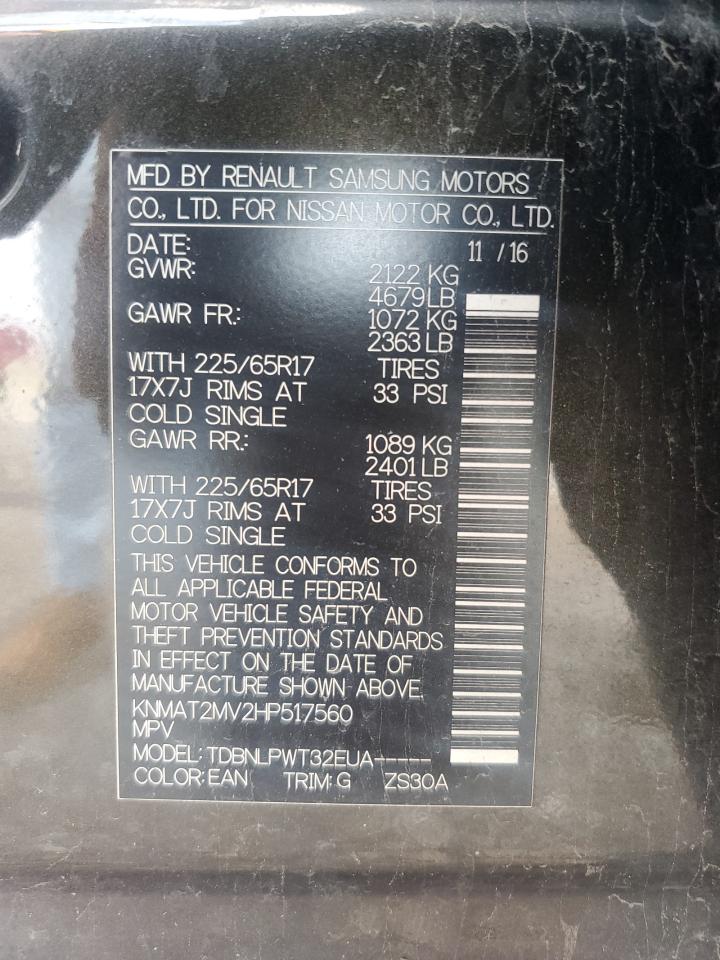 MFD BY RENAULT SAMSUNG MOTORS
CO., LTD. FOR NISSAN MOTOR CO., LTD.
DATE: 11 / 16
GVWR: 2122 KG
4679 LB
GAWR FR.: 1072 KG
2363 LB
WITH 225/65R17 TIRES
17X7J RIMS AT 33 PSI
COLD SINGLE
GAWR RR.: 1089 KG
2401 LB
WITH 225/65R17 TIRES
17X7J RIMS AT 33 PSI
COLD SINGLE
THIS VEHICLE CONFORMS TO
ALL APPLICABLE FEDERAL
MOTOR VEHICLE SAFETY AND
THEFT PREVENTION STANDARDS
IN EFFECT ON THE DATE OF
MANUFACTURE SHOWN ABOVE.
KNMAT2MV2HP517560
MPV
MODEL: TDBNLPWT32EUA------
COLOR: EAN TRIM: G ZS30A